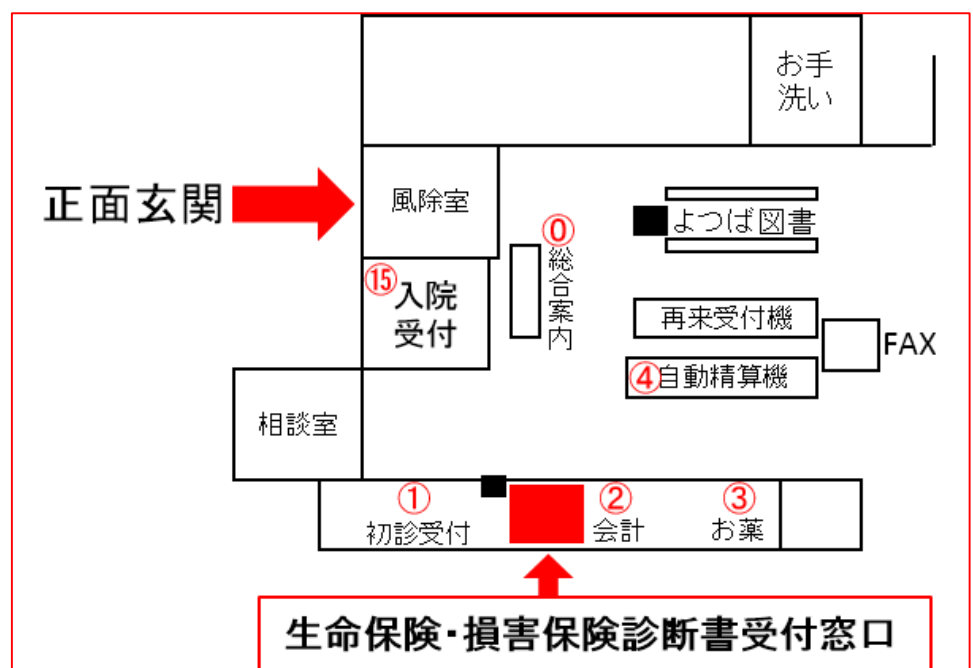 お手
洗い
正面玄関
風除室
よつば図書
⓪
総合案内
⑮
入院
受付
再来受付機
FAX
④自動精算機
相談室
①
初診受付
②
会計
③
お薬
生命保険・損害保険診断書受付窓口